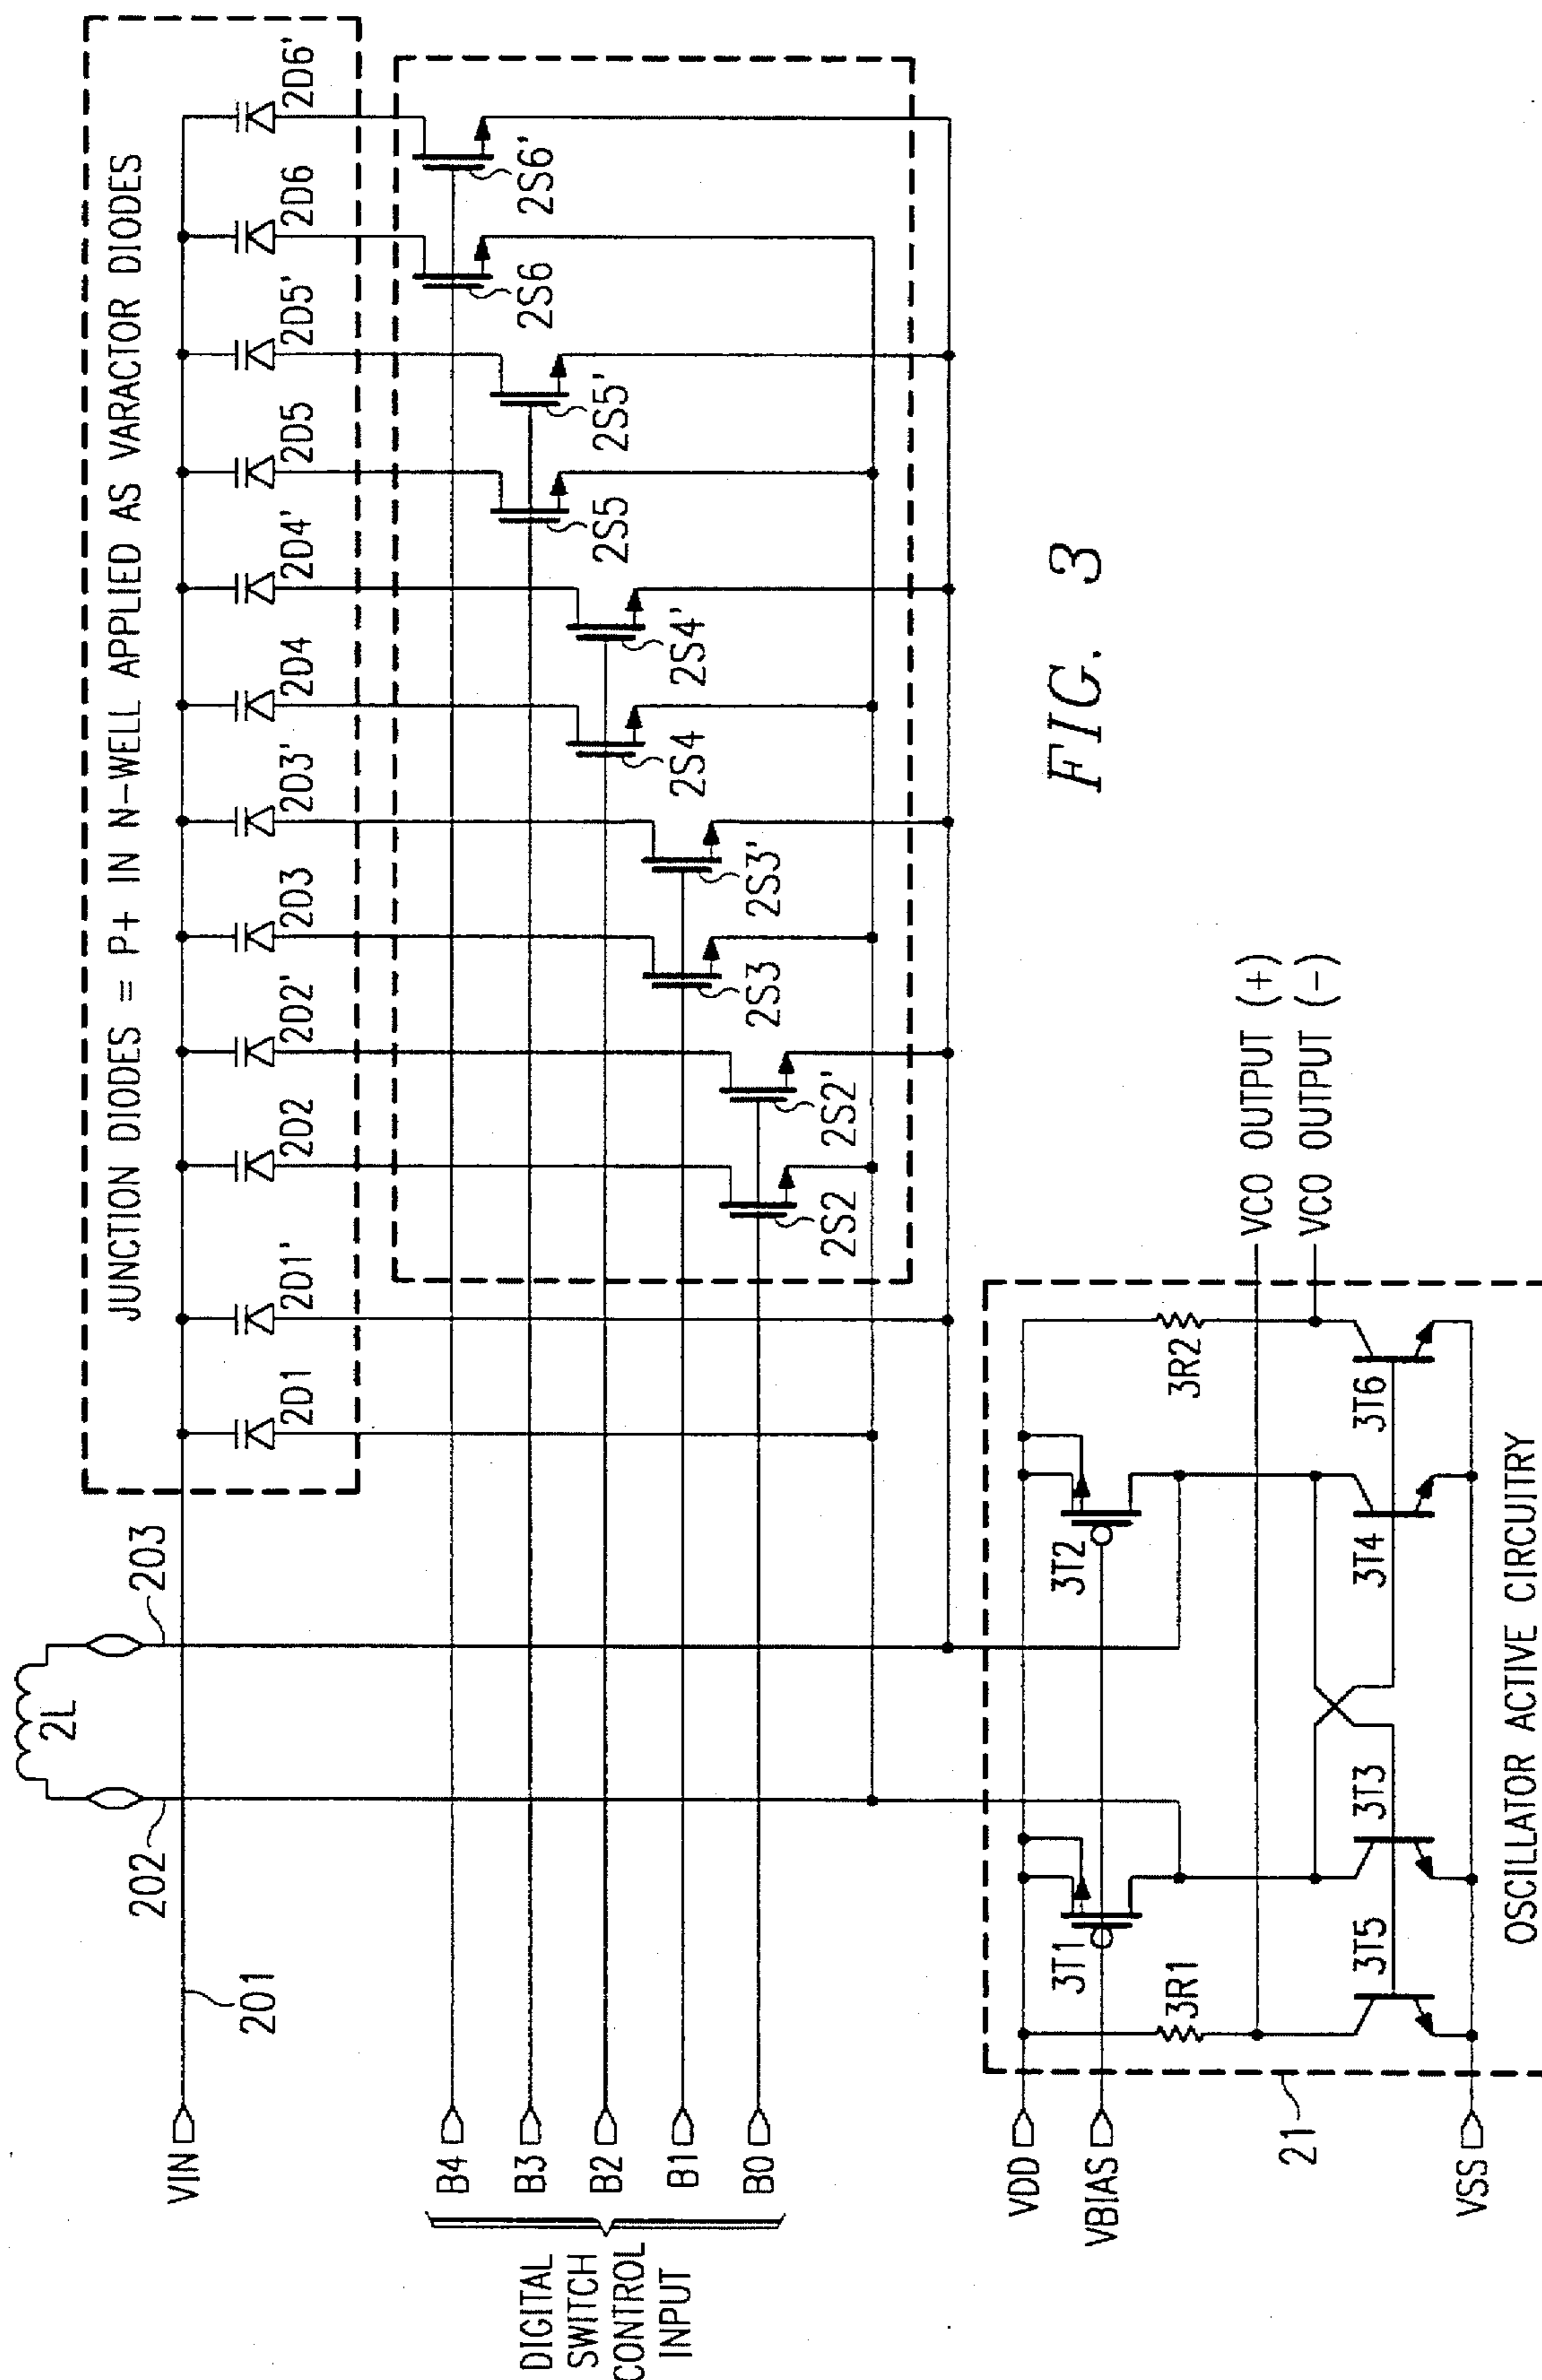 JUNCTION DIODES = P+ IN N-WELL APPLIED AS VARACTOR DIODES
2L
202
203
201
VIN
2D1
2D1'
2D2
2D2'
2D3
2D3'
2D4
2D4'
2D5
2D5'
2D6
2D6'
DIGITAL
SWITCH
CONTROL
INPUT
B4
B3
B2
B1
B0
2S6
2S6'
2S5
2S5'
2S4
2S4'
2S3
2S3'
2S2
2S2'
VDD
VBIAS
21
VSS
3T1
3T2
3R1
3R2
3T5
3T3
3T4
3T6
VCO OUTPUT (+)
VCO OUTPUT (-)
OSCILLATOR ACTIVE CIRCUITRY
FIG. 3